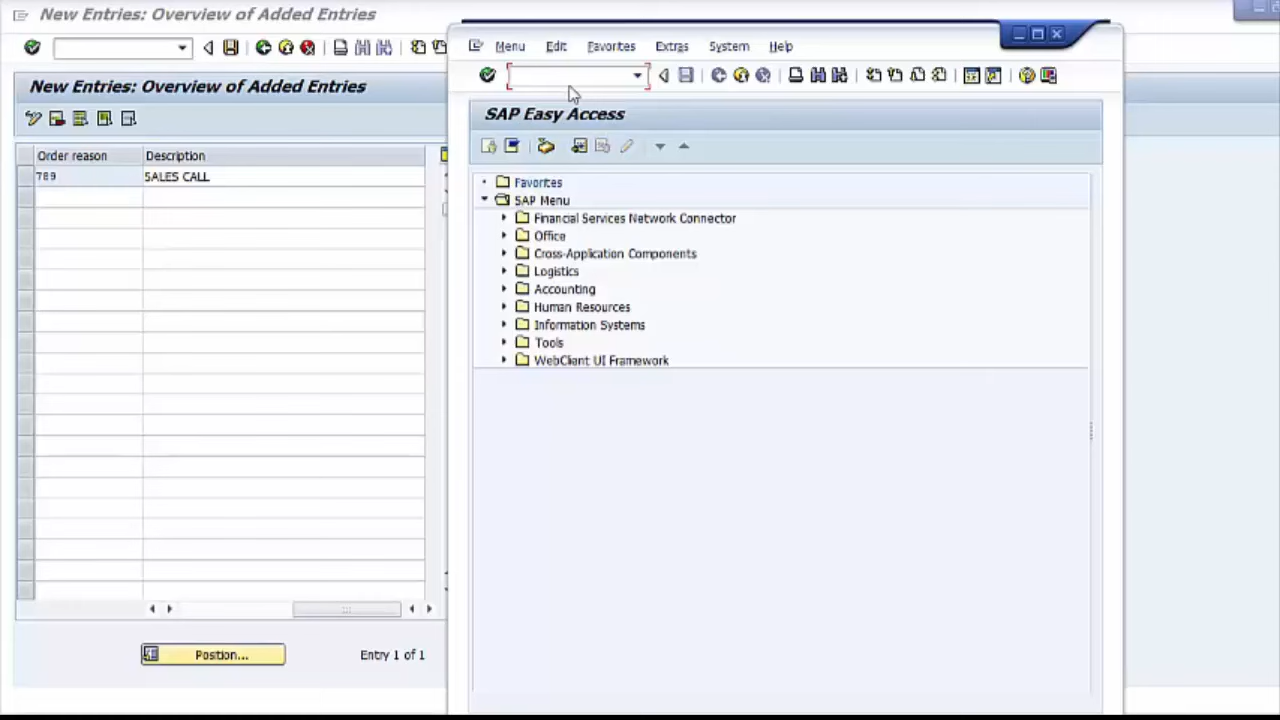 New Entries: Overview of Added Entries
New Entries: Overview of Added Entries
Order reason Description
789 SALES CALL
Position...
Entry 1 of 1
Menu Edit Favorites Extras System Help
SAP Easy Access
Favorites
SAP Menu
Financial Services Network Connector
Office
Cross-Application Components
Logistics
Accounting
Human Resources
Information Systems
Tools
WebClient UI Framework